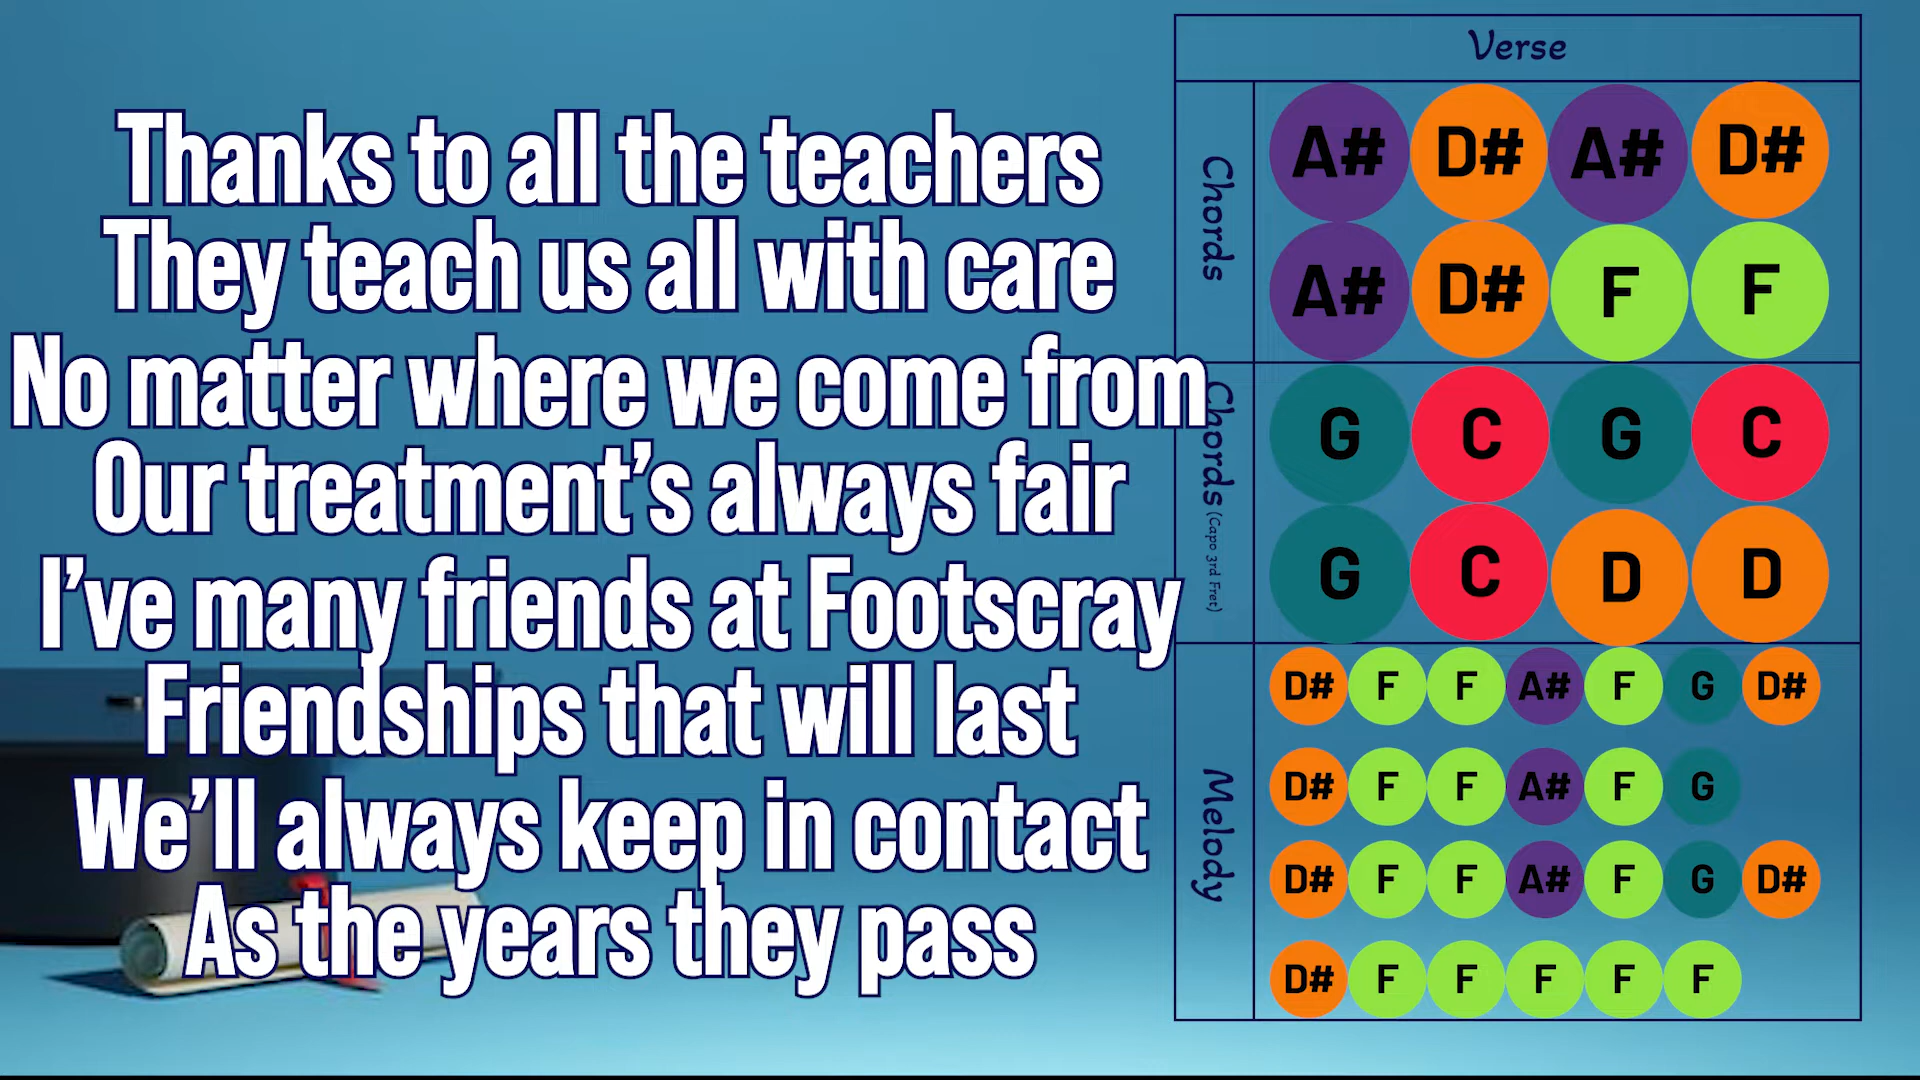 Thanks to all the teachers
They teach us all with care
No matter where we come from
Our treatment's always fair
I've many friends at Footscray
Friendships that will last
We'll always keep in contact
As the years they pass
Verse
Chords
A# D# A# D#
A# D# F F
Chords (Capo 3rd Fret)
G C G C
G C D D
Melody
D# F F A# F G D#
D# F F A# F G
D# F F A# F G D#
D# F F F F F